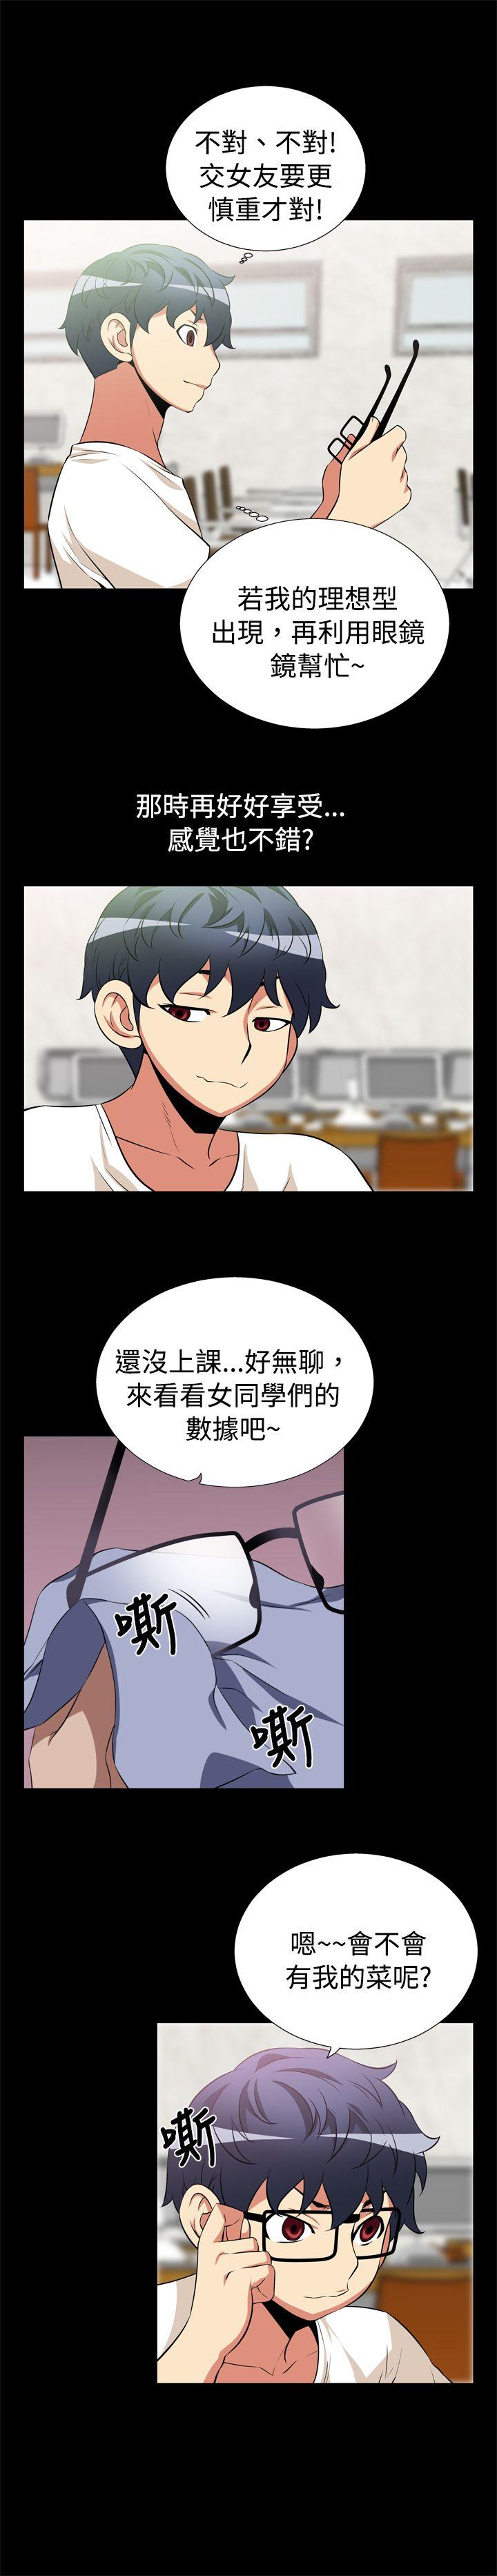 不對、不對!
交女友要更
慎重才對!
若我的理想型
出現，再利用眼鏡
鏡幫忙~
那時再好好享受...
感覺也不錯?
還沒上課...好無聊，
來看看女同學們的
數據吧~
嘶
嘶
嗯~~會不會
有我的菜呢?
嘶